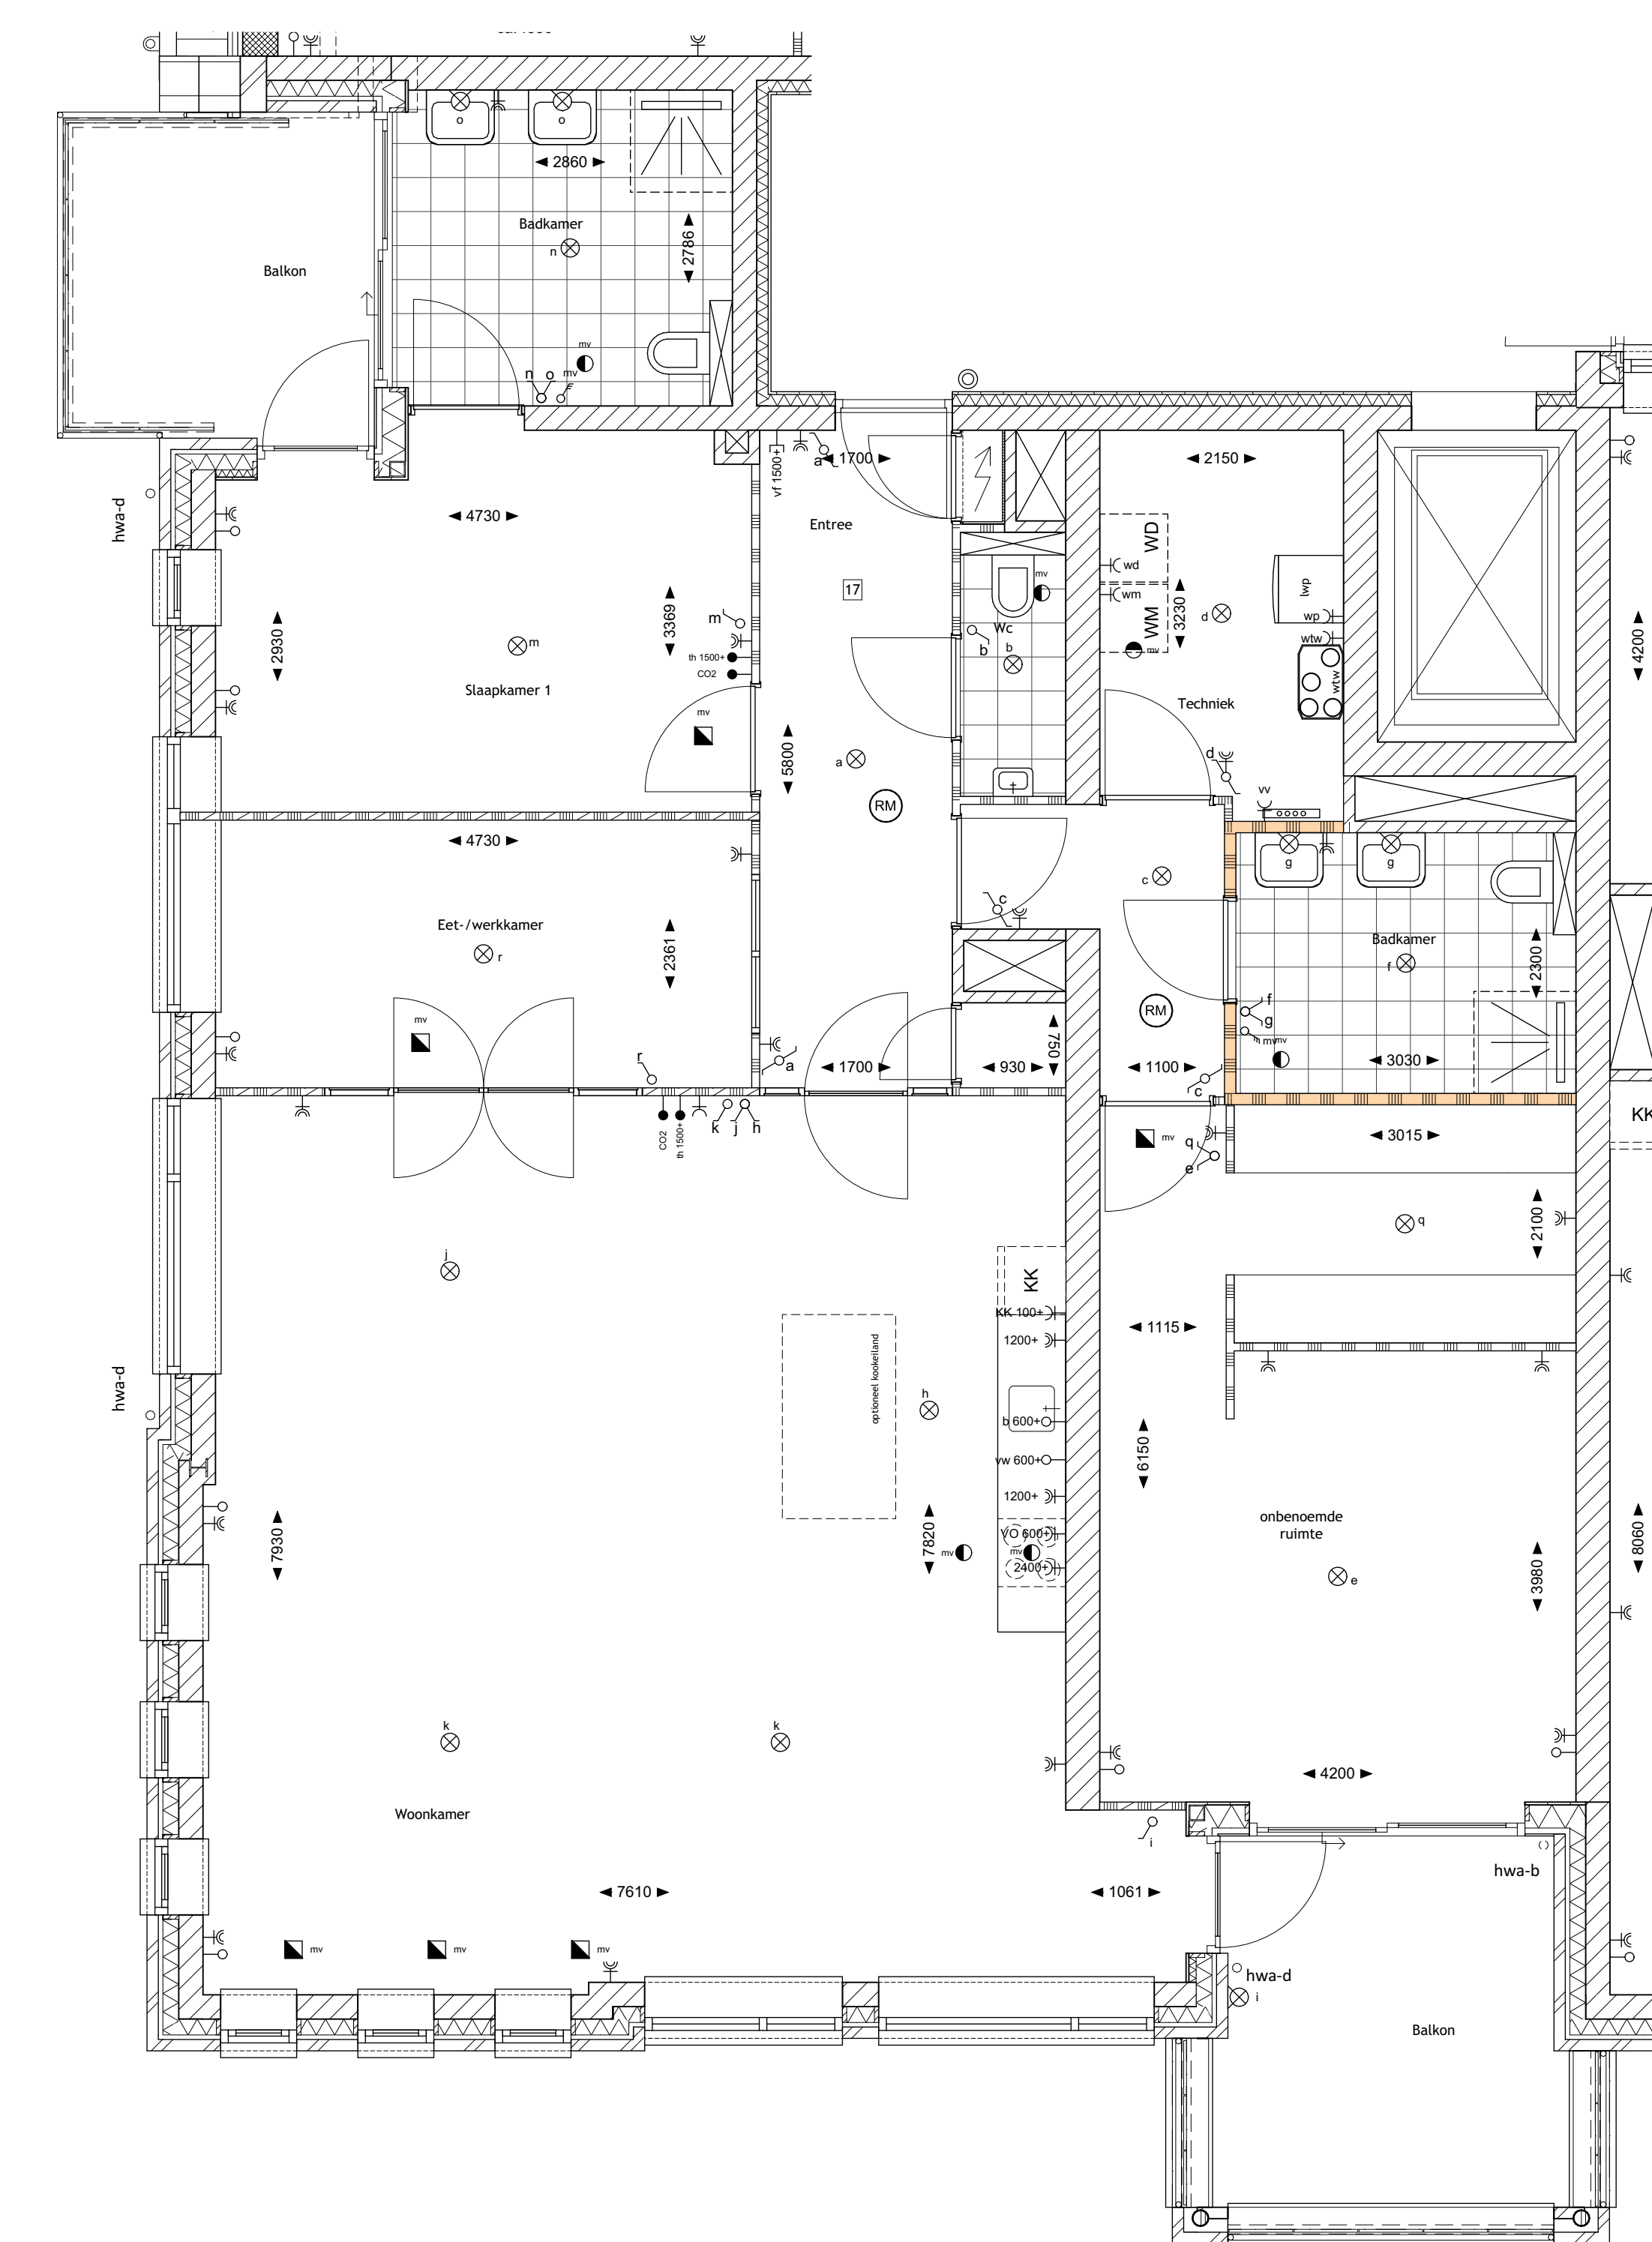 o
o
2860
Badkamer
n
2786
Balkon
mv
n o mv
hwa-d
4730
vf 1500+
a
1700
2150
Entree
WD
wd
17
mv
wm
WM
3230
mv
lwp
wp
wtw
wtw
d
2930
3369
m
m
th 1500+
CO2
Slaapkamer 1
mv
Wc
b
b
4200
Techniek
5800
a
RM
d
vv
4730
g
g
c
c
Eet-/werkkamer
r
2361
Badkamer
f
2300
mv
RM
f
g
mv
mv
r
a
1700
930
750
1100
3030
c
k j h
CO2
th 1500+
mv
q
e
3015
KK
q
2100
j
KK
KK 100+
1200+
1115
optioneel kookeiland
hwa-d
h
b 600+
vw 600+
1200+
6150
onbenoemde
ruimte
7930
7820
mv
VO 600+
mv
2400+
8060
3980
e
k
k
4200
Woonkamer
i
hwa-b
7610
1061
mv
mv
mv
hwa-d
i
Balkon